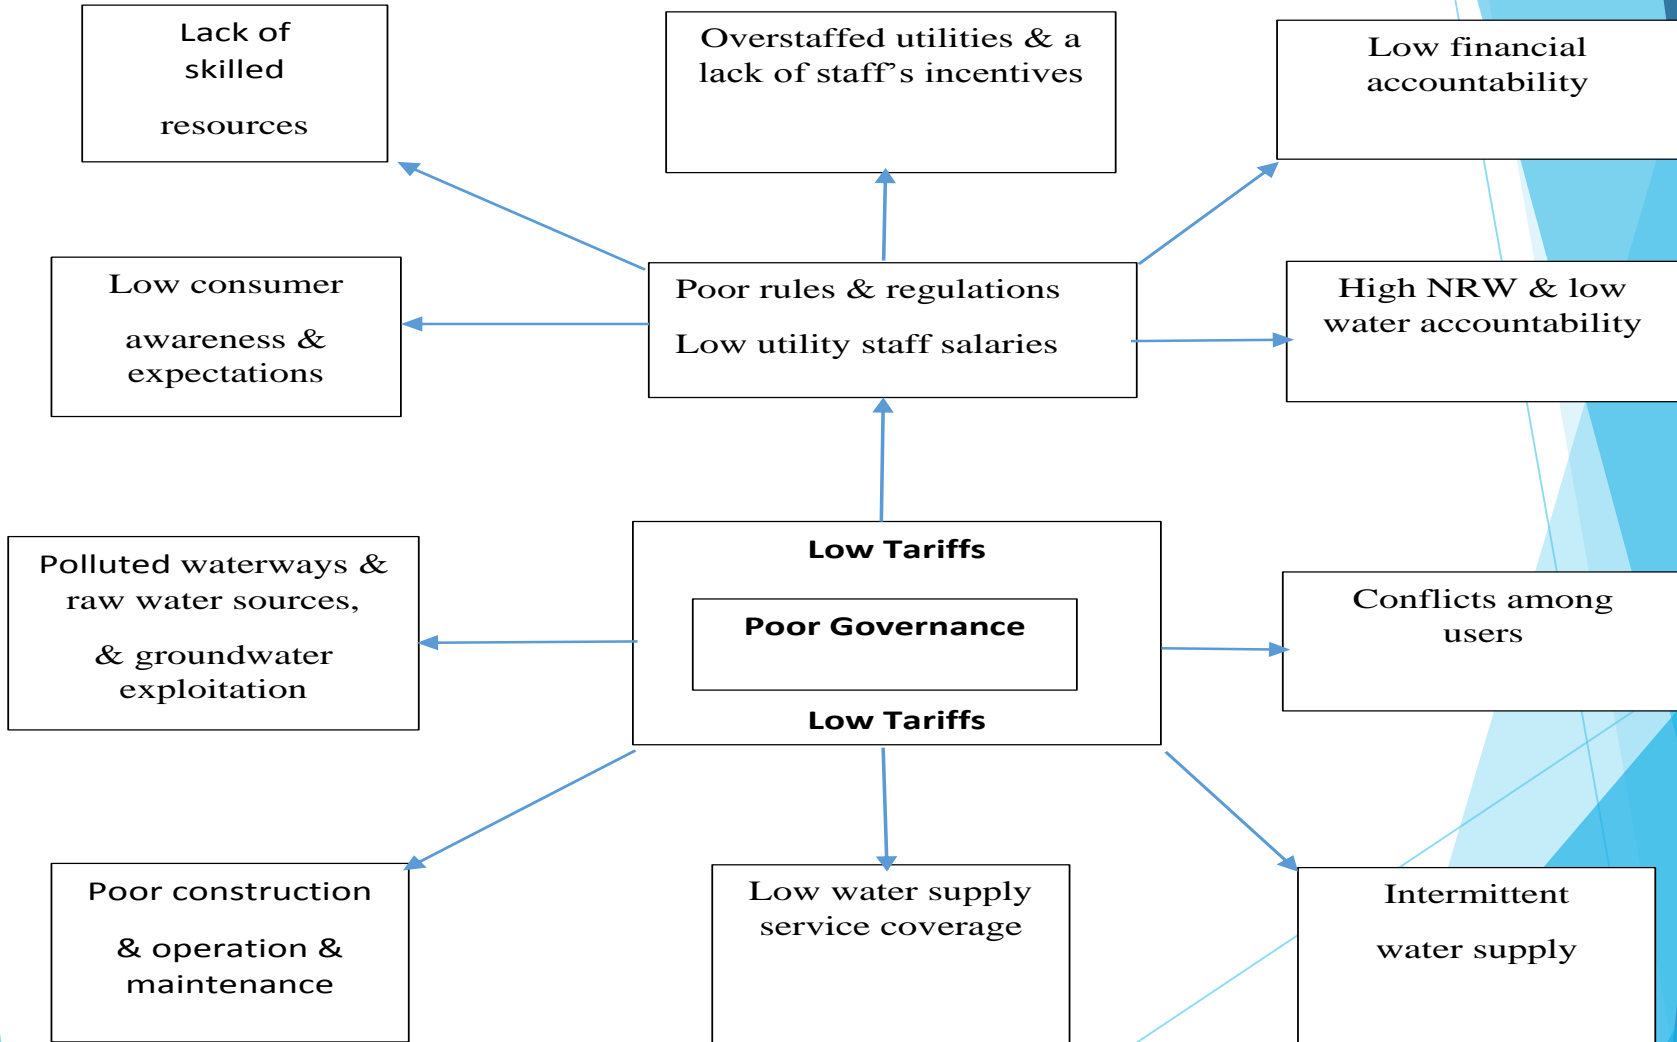 Lack of
skilled
resources
Overstaffed utilities & a
lack of staff’s incentives
Low financial
accountability
Low consumer
awareness &
expectations
Poor rules & regulations
Low utility staff salaries
High NRW & low
water accountability
Polluted waterways &
raw water sources,
& groundwater
exploitation
Low Tariffs
Poor Governance
Low Tariffs
Conflicts among
users
Poor construction
& operation &
maintenance
Low water supply
service coverage
Intermittent
water supply